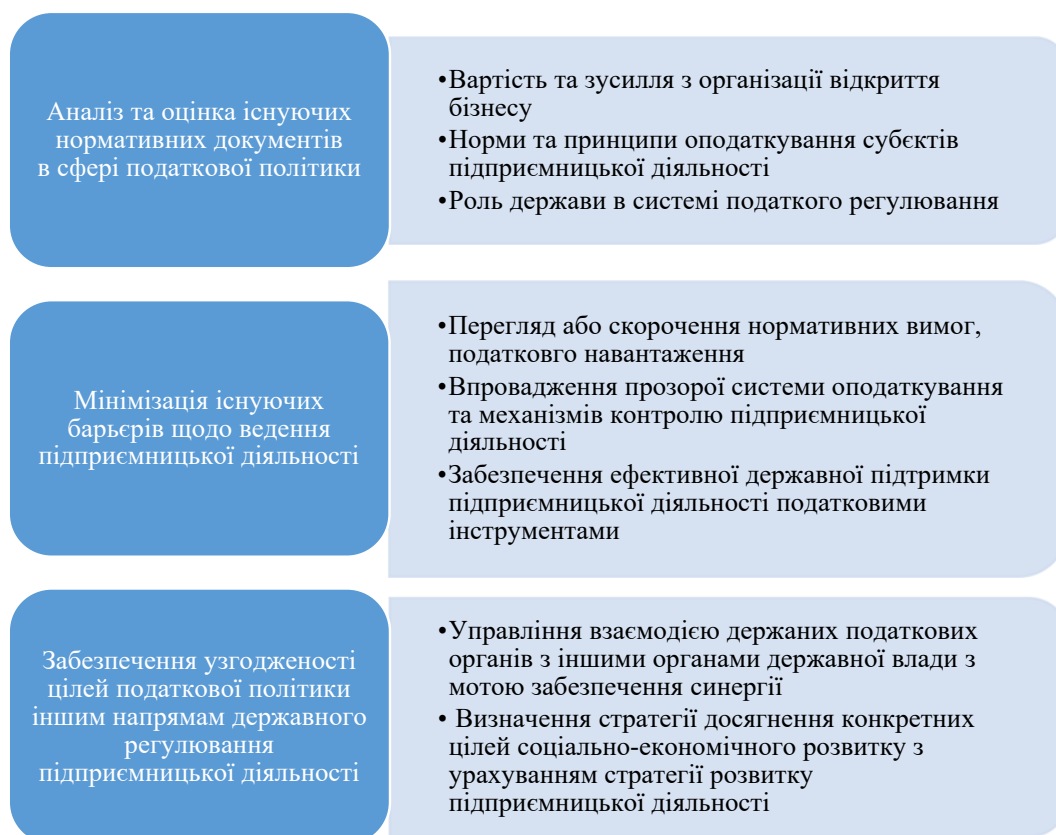 Аналіз та оцінка існуючих
нормативних документів
в сфері податкової політики
•Вартість та зусилля з організації відкриття
бізнесу
•Норми та принципи оподаткування субєктів
підприємницької діяльності
•Роль держави в системі податкого регулювання
Мінімізація існуючих
барьєрів щодо ведення
підприємницької діяльності
•Перегляд або скорочення нормативних вимог,
податковго навантаження
•Впровадження прозорої системи оподаткування
та механізмів контролю підприємницької
діяльності
•Забезпечення ефективної державної підтримки
підприємницької діяльності податковими
інструментами
Забезпечення узгодженості
цілей податкової політики
іншим напрямам державного
регулювання
підприємницької діяльності
•Управління взаємодією держаних податкових
органів з іншими органами державної влади з
мотою забезпечення синергії
• Визначення стратегії досягнення конкретних
цілей соціально-економічного розвитку з
урахуванням стратегії розвитку
підприємницької діяльності